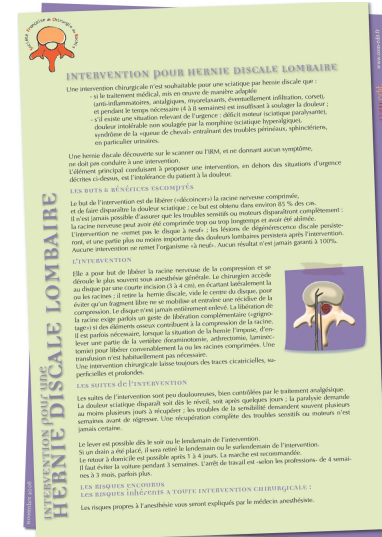 Société Française de Chirurgie du Rachis
INTERVENTION POUR HERNIE DISCALE LOMBAIRE
Une intervention chirurgicale n'est souhaitable pour une sciatique par hernie discale que :
- si le traitement médical, mis en œuvre de manière adaptée
(anti-inflammatoires, antalgiques, myorelaxants, éventuellement infiltration, corset),
et pendant le temps nécessaire (4 à 8 semaines) est insuffisant à soulager la douleur ;
- s'il existe une situation relevant de l'urgence : déficit moteur (sciatique paralysante),
douleur intolérable non soulagée par la morphine (sciatique hyperalgique),
syndrome de la «queue de cheval» entraînant des troubles périnéaux, sphinctériens,
en particulier urinaires.
Une hernie discale découverte sur le scanner ou l'IRM, et ne donnant aucun symptôme,
ne doit pas conduire à une intervention.
L'élément principal conduisant à proposer une intervention, en dehors des situations d'urgence
décrites ci-dessus, est l'intolérance du patient à la douleur.
LES BUTS & BÉNÉFICES ESCOMPTÉS
Le but de l'intervention est de libérer («décoincer») la racine nerveuse comprimée,
et de faire disparaître la douleur sciatique ; ce but est obtenu dans environ 85 % des cas.
Il n'est jamais possible d'assurer que les troubles sensitifs ou moteurs disparaîtront complètement :
la racine nerveuse peut avoir été comprimée trop ou trop longtemps et avoir été abîmée.
L'intervention ne «remet pas le disque à neuf» ; les lésions de dégénérescence discale persiste-
ront, et une partie plus ou moins importante des douleurs lombaires persistera après l'intervention.
Aucune intervention ne remet l'organisme «à neuf». Aucun résultat n'est jamais garanti à 100%.
L'INTERVENTION
Elle a pour but de libérer la racine nerveuse de la compression et se
déroule le plus souvent sous anesthésie générale. Le chirurgien accède
au disque par une courte incision (3 à 4 cm), en écartant latéralement la
ou les racines ; il retire la hernie discale, vide le centre du disque, pour
éviter qu'un fragment libre ne se mobilise et entraîne une récidive de la
compression. Le disque n'est jamais entièrement enlevé. La libération de
la racine exige parfois un geste de libération complémentaire («grigno-
tage») si des éléments osseux contribuent à la compression de la racine.
Il est parfois nécessaire, lorsque la situation de la hernie l'impose, d'en-
lever une partie de la vertèbre (foraminotomie, arthrectomie, laminec-
tomie) pour libérer convenablement la ou les racines comprimées. Une
transfusion n'est habituellement pas nécessaire.
Une intervention chirurgicale laisse toujours des traces cicatricielles, su-
perficielles et profondes.
LES SUITES de L'INTERVENTION
Les suites de l'intervention sont peu douloureuses, bien contrôlées par le traitement analgésique.
La douleur sciatique disparaît soit dès le réveil, soit après quelques jours ; la paralysie demande
au moins plusieurs jours à récupérer ; les troubles de la sensibilité demandent souvent plusieurs
semaines avant de régresser. Une récupération complète des troubles sensitifs ou moteurs n'est
jamais certaine.
Le lever est possible dès le soir ou le lendemain de l'intervention.
Si un drain a été placé, il sera retiré le lendemain ou le surlendemain de l'intervention.
Le retour à domicile est possible après 1 à 4 jours. La marche est recommandée.
Il faut éviter la voiture pendant 3 semaines. L'arrêt de travail est -selon les professions- de 4 semai-
nes à 3 mois, parfois plus.
LES RISQUES ENCOURUS
LES RISQUES INHÉRENTS À TOUTE INTERVENTION CHIRURGICALE :
Les risques propres à l'anesthésie vous seront expliqués par le médecin anesthésiste.
INTERVENTION POUR UNE
HERNIE DISCALE LOMBAIRE